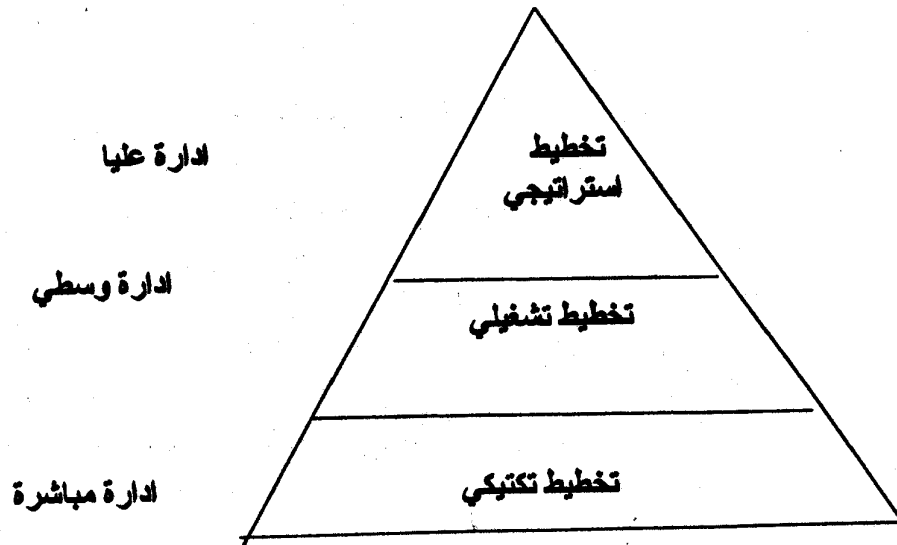 ادارة عليا
تخطيط
استراتيجي
ادارة وسطي
تخطيط تشغيلي
ادارة مباشرة
تخطيط تكتيكي